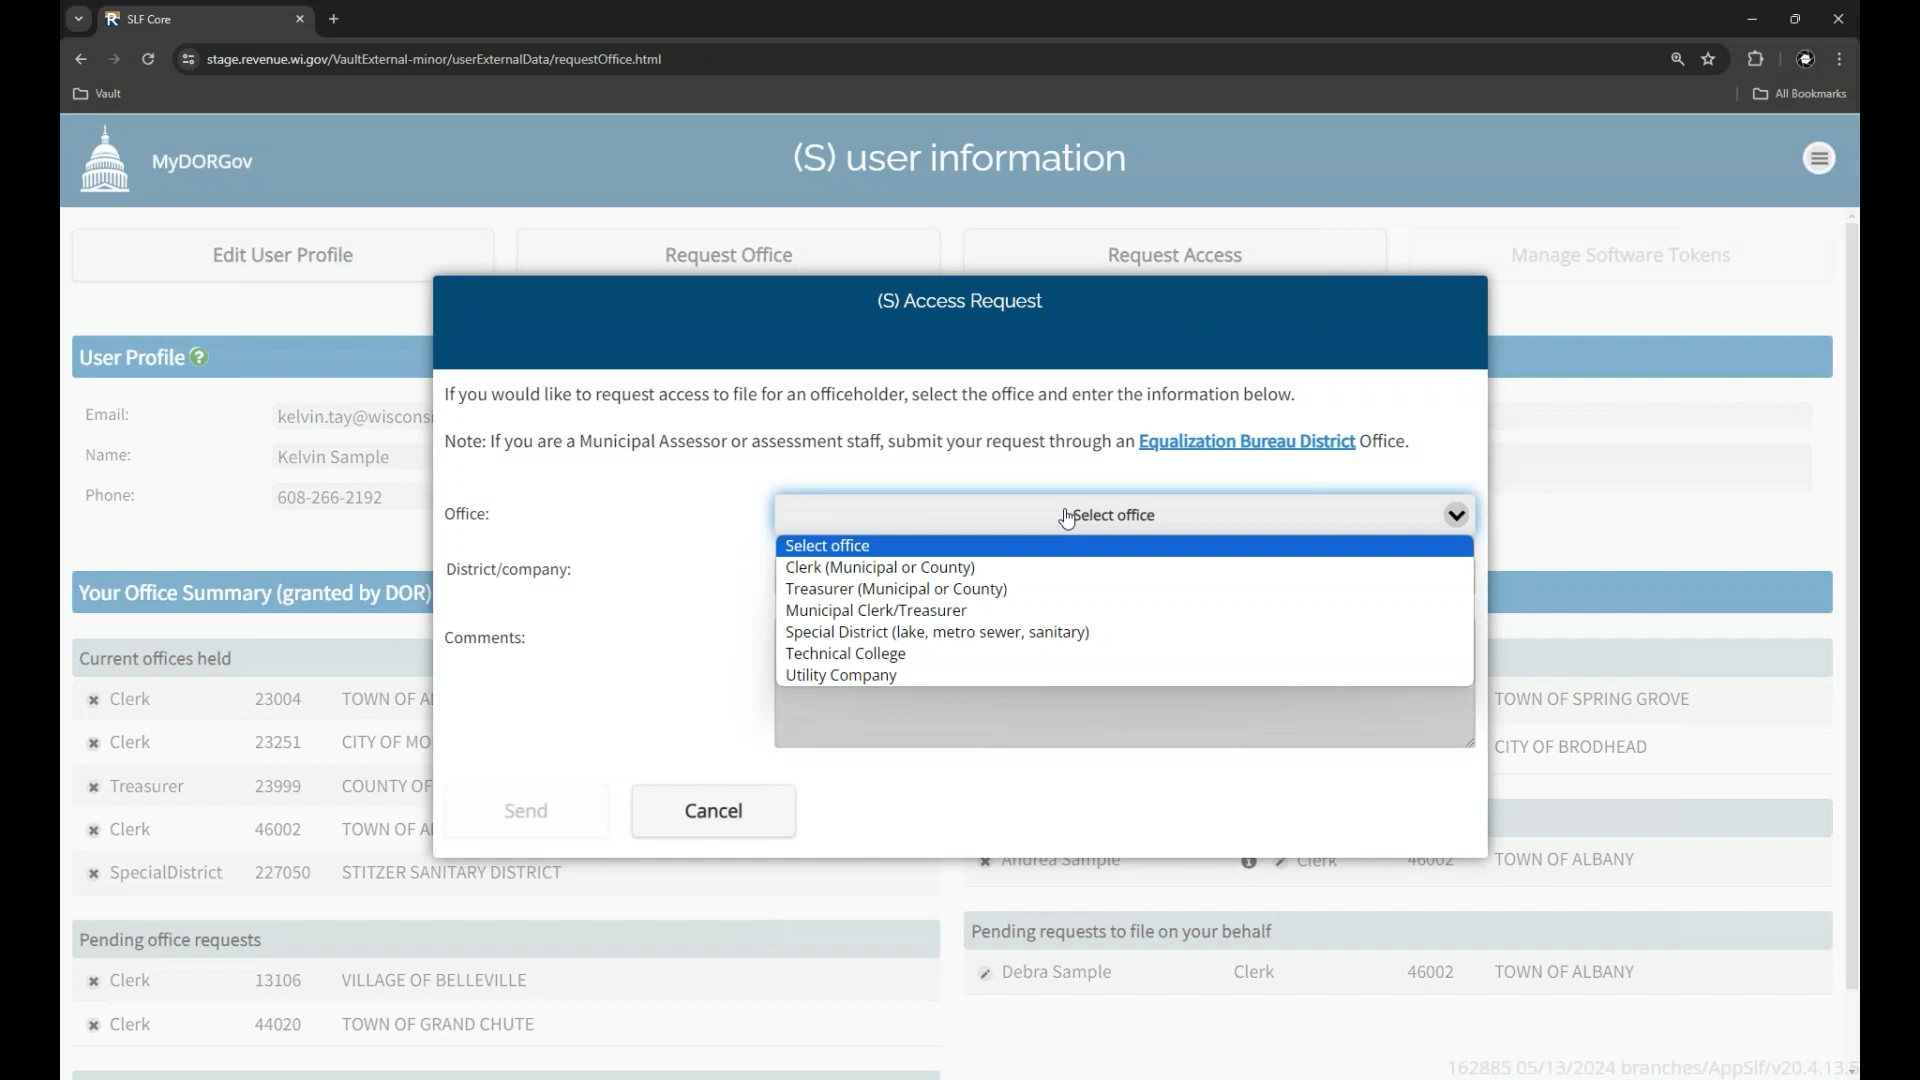 SLF Core
stage.revenue.wi.gov/VaultExternal-minor/userExternalData/requestOffice.html
Vault
All Bookmarks
MyDORGov
(S) user information
Edit User Profile
Request Office
Request Access
Manage Software Tokens
(S) Access Request
User Profile ?
If you would like to request access to file for an officeholder, select the office and enter the information below.
Email:
kelvin.tay@wisconsi
Note: If you are a Municipal Assessor or assessment staff, submit your request through an Equalization Bureau District Office.
Name:
Kelvin Sample
Phone:
608-266-2192
Office:
Select office
Select office
Clerk (Municipal or County)
Treasurer (Municipal or County)
Municipal Clerk/Treasurer
Special District (lake, metro sewer, sanitary)
Technical College
Utility Company
District/company:
Comments:
Send
Cancel
Your Office Summary (granted by DOR)
Current offices held
Clerk 23004 TOWN OF
Clerk 23251 CITY OF MO
Treasurer 23999 COUNTY OF
Clerk 46002 TOWN OF
SpecialDistrict 227050 STITZER SANITARY DISTRICT
TOWN OF SPRING GROVE
CITY OF BRODHEAD
Andrea Sample Clerk 46002 TOWN OF ALBANY
Pending office requests
Clerk 13106 VILLAGE OF BELLEVILLE
Clerk 44020 TOWN OF GRAND CHUTE
Pending requests to file on your behalf
Debra Sample Clerk 46002 TOWN OF ALBANY
162885 05/13/2024 branches/AppSlf/v20.4.13.